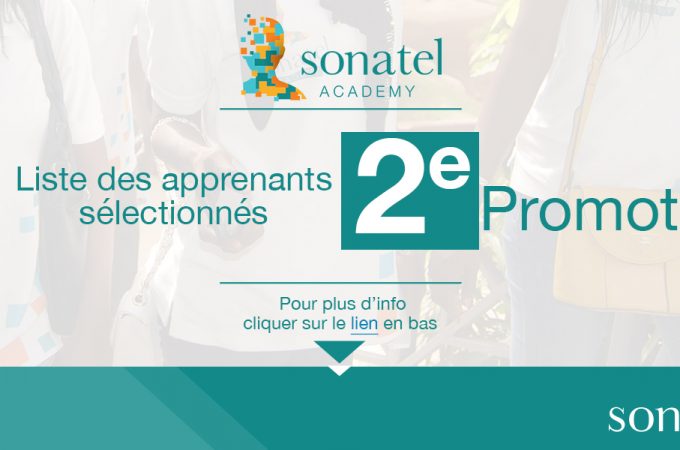 sonatel
ACADEMY
Liste des apprenants
sélectionnés
2e
Promot
Pour plus d'info
cliquer sur le lien en bas
son